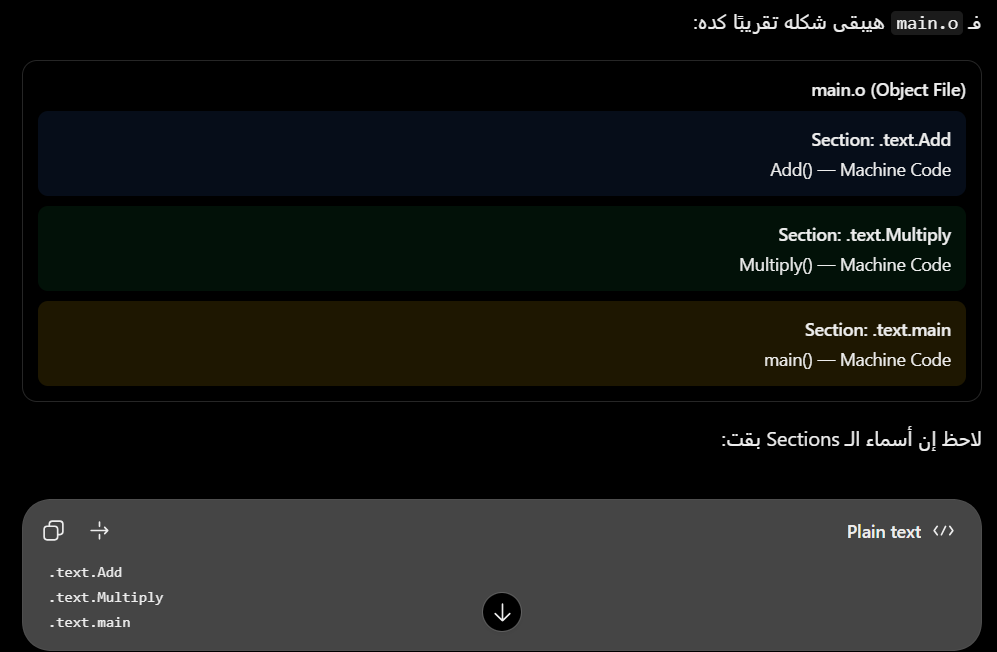 فـ main.o هيبقى شكله تقريبًا كده:
main.o (Object File)
Section: .text.Add
Add() — Machine Code
Section: .text.Multiply
Multiply() — Machine Code
Section: .text.main
main() — Machine Code
لاحظ إن أسماء الـ Sections بقت:
Plain text </>
.text.Add
.text.Multiply
.text.main